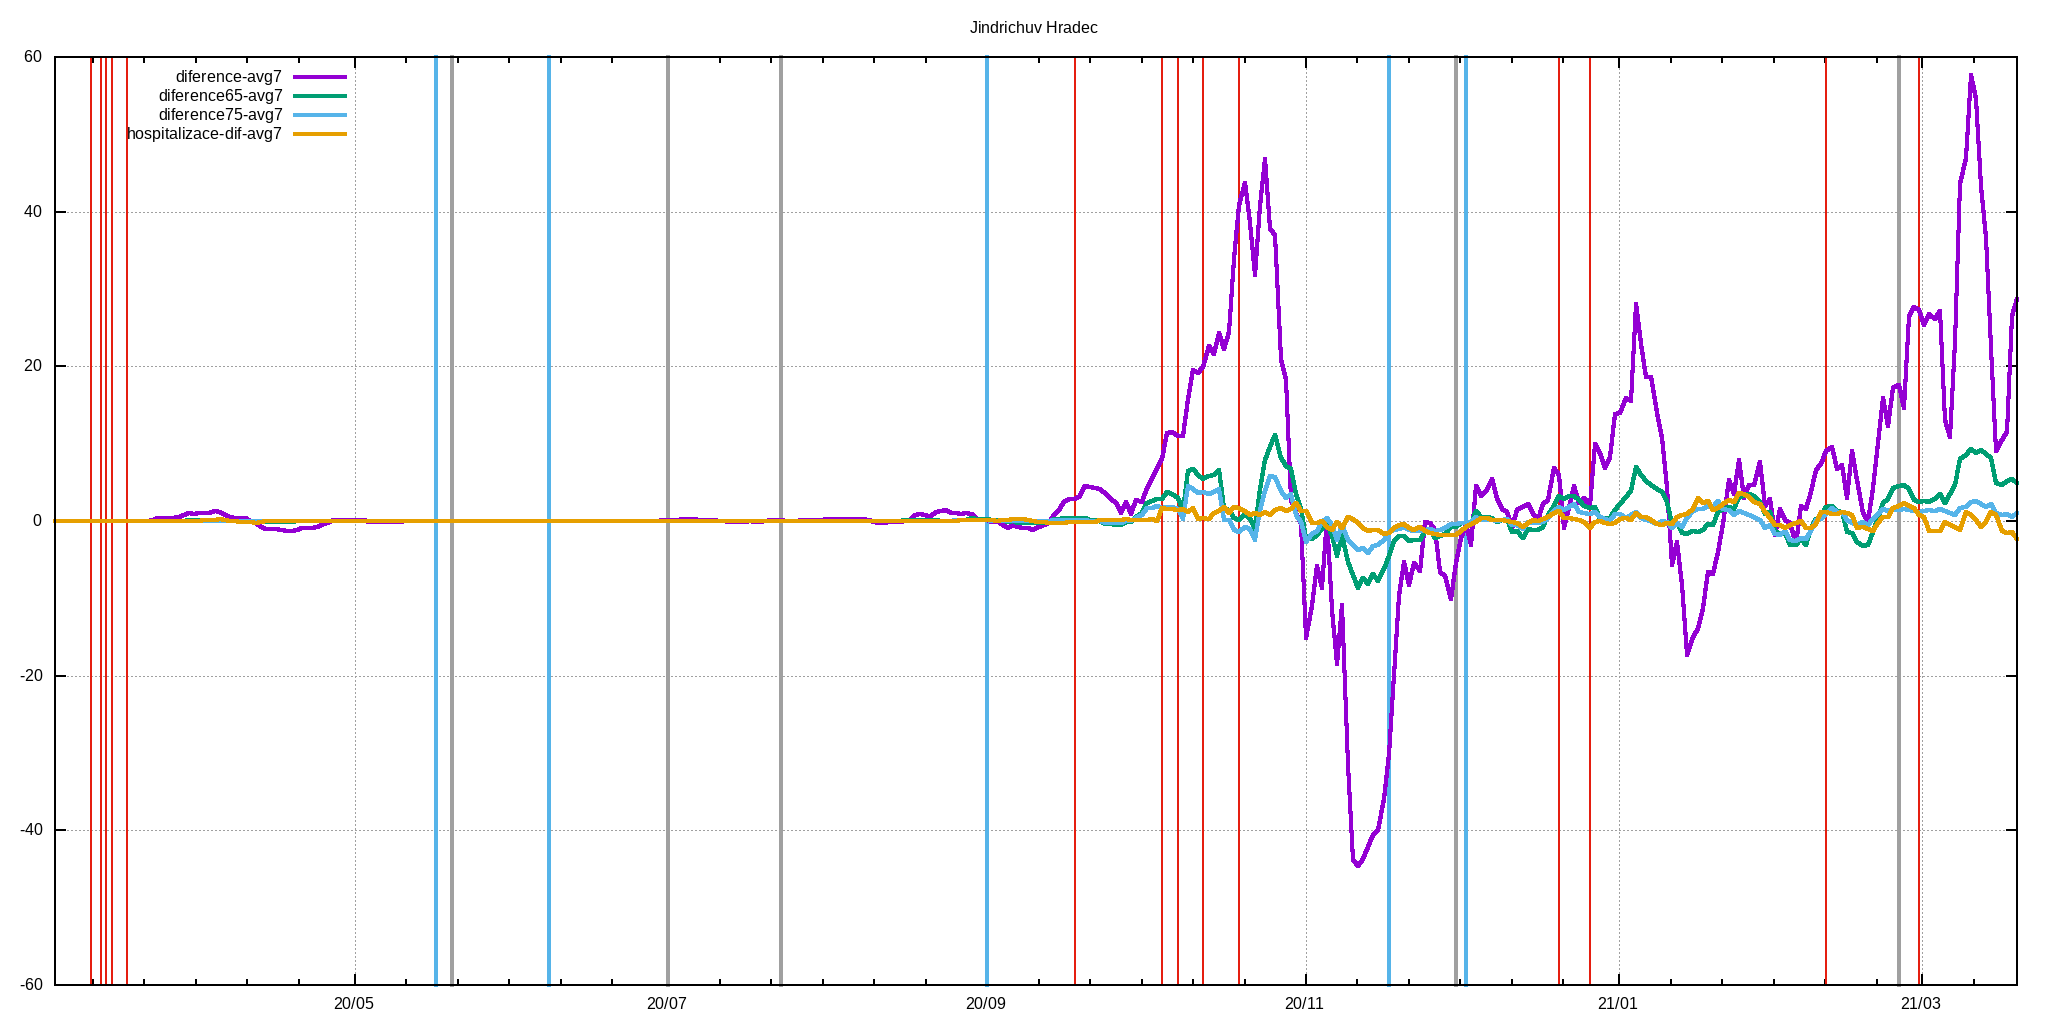 Jindrichuv Hradec
60
diference-avg7
diference65-avg7
diference75-avg7
hospitalizace-dif-avg7
40
20
0
-20
-40
-60
20/05
20/07
20/09
20/11
21/01
21/03